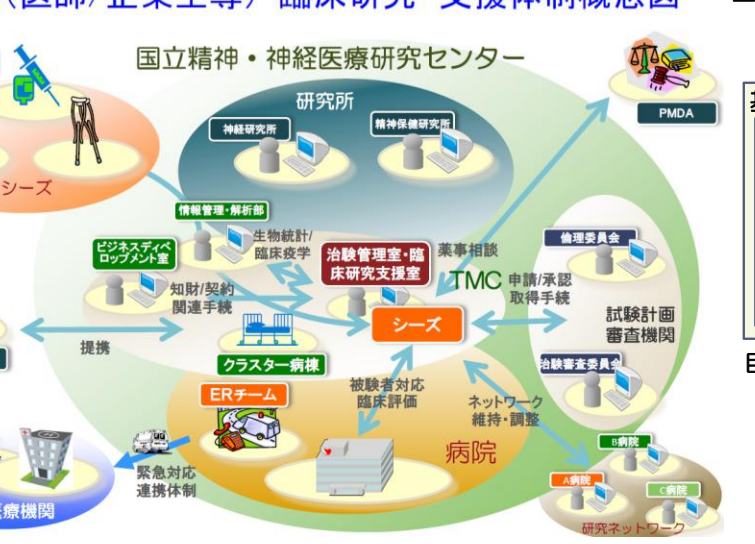 (医師/企業主導) 臨床研究 支援体制概念図
国立精神・神経医療研究センター
研究所
神経研究所
精神保健研究所
PMDA
シーズ
情報管理・解析部
ビジネスディベ
ロップメント室
生物統計/
臨床疫学
治験管理室・臨
床研究支援室
薬事相談
倫理委員会
知財/契約
関連手続
TMC
申請/承認
取得手続
シーズ
試験計画
審査機関
提携
クラスター病棟
治験審査委員会
ERチーム
被験者対応
臨床評価
ネットワーク
維持・調整
病院
緊急対応
連携体制
B病院
A病院
C病院
療機関
研究ネットワーク